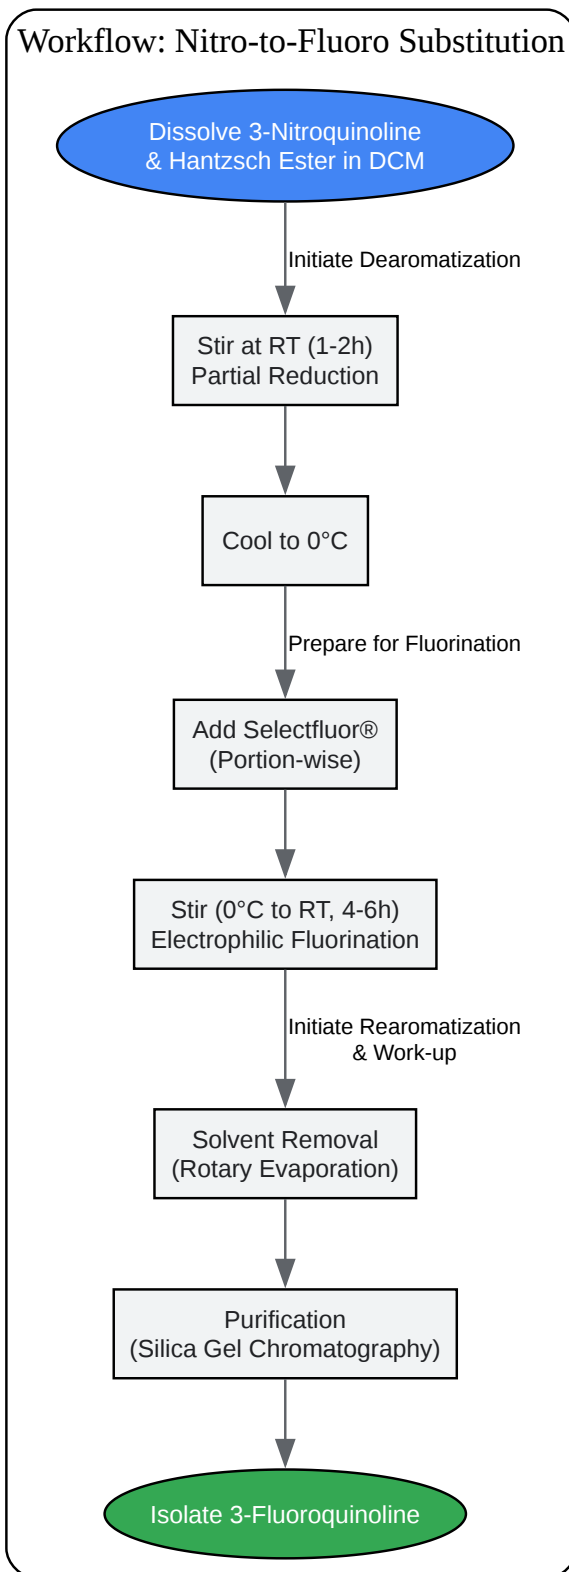 Workflow: Nitro-to-Fluoro Substitution
Dissolve 3-Nitroquinoline
& Hantzsch Ester in DCM
Initiate Dearomatization
Stir at RT (1-2h)
Partial Reduction
Cool to 0°C
Prepare for Fluorination
Add Selectfluor®
(Portion-wise)
Stir (0°C to RT, 4-6h)
Electrophilic Fluorination
Initiate Rearomatization
& Work-up
Solvent Removal
(Rotary Evaporation)
Purification
(Silica Gel Chromatography)
Isolate 3-Fluoroquinoline